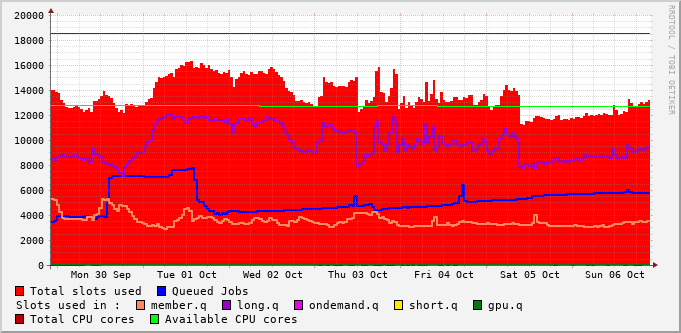 20000
18000
16000
14000
12000
10000
8000
6000
4000
2000
0
Mon 30 Sep Tue 01 Oct Wed 02 Oct Thu 03 Oct Fri 04 Oct Sat 05 Oct Sun 06 Oct
RRDTOOL / TOBI OETIKER
Total slots used Queued Jobs
Slots used in : member.q long.q ondemand.q short.q gpu.q
Total CPU cores Available CPU cores